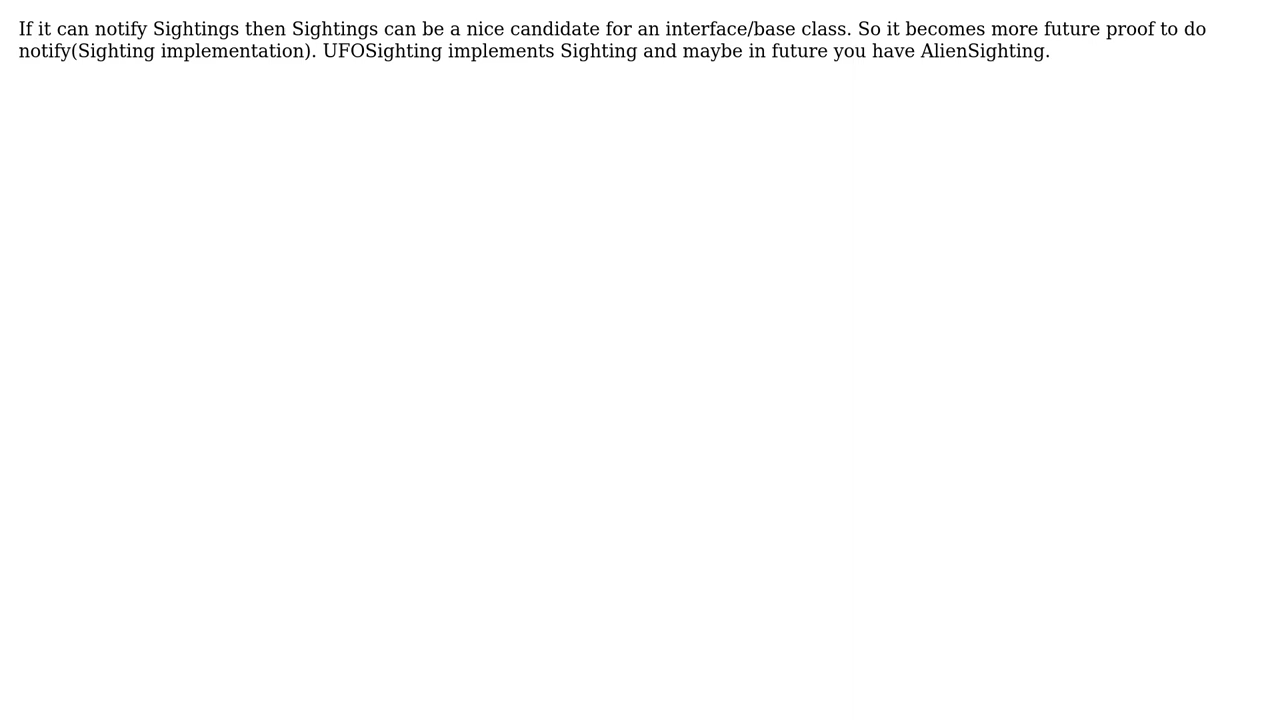 If it can notify Sightings then Sightings can be a nice candidate for an interface/base class. So it becomes more future proof to do
notify(Sighting implementation). UFOSighting implements Sighting and maybe in future you have AlienSighting.